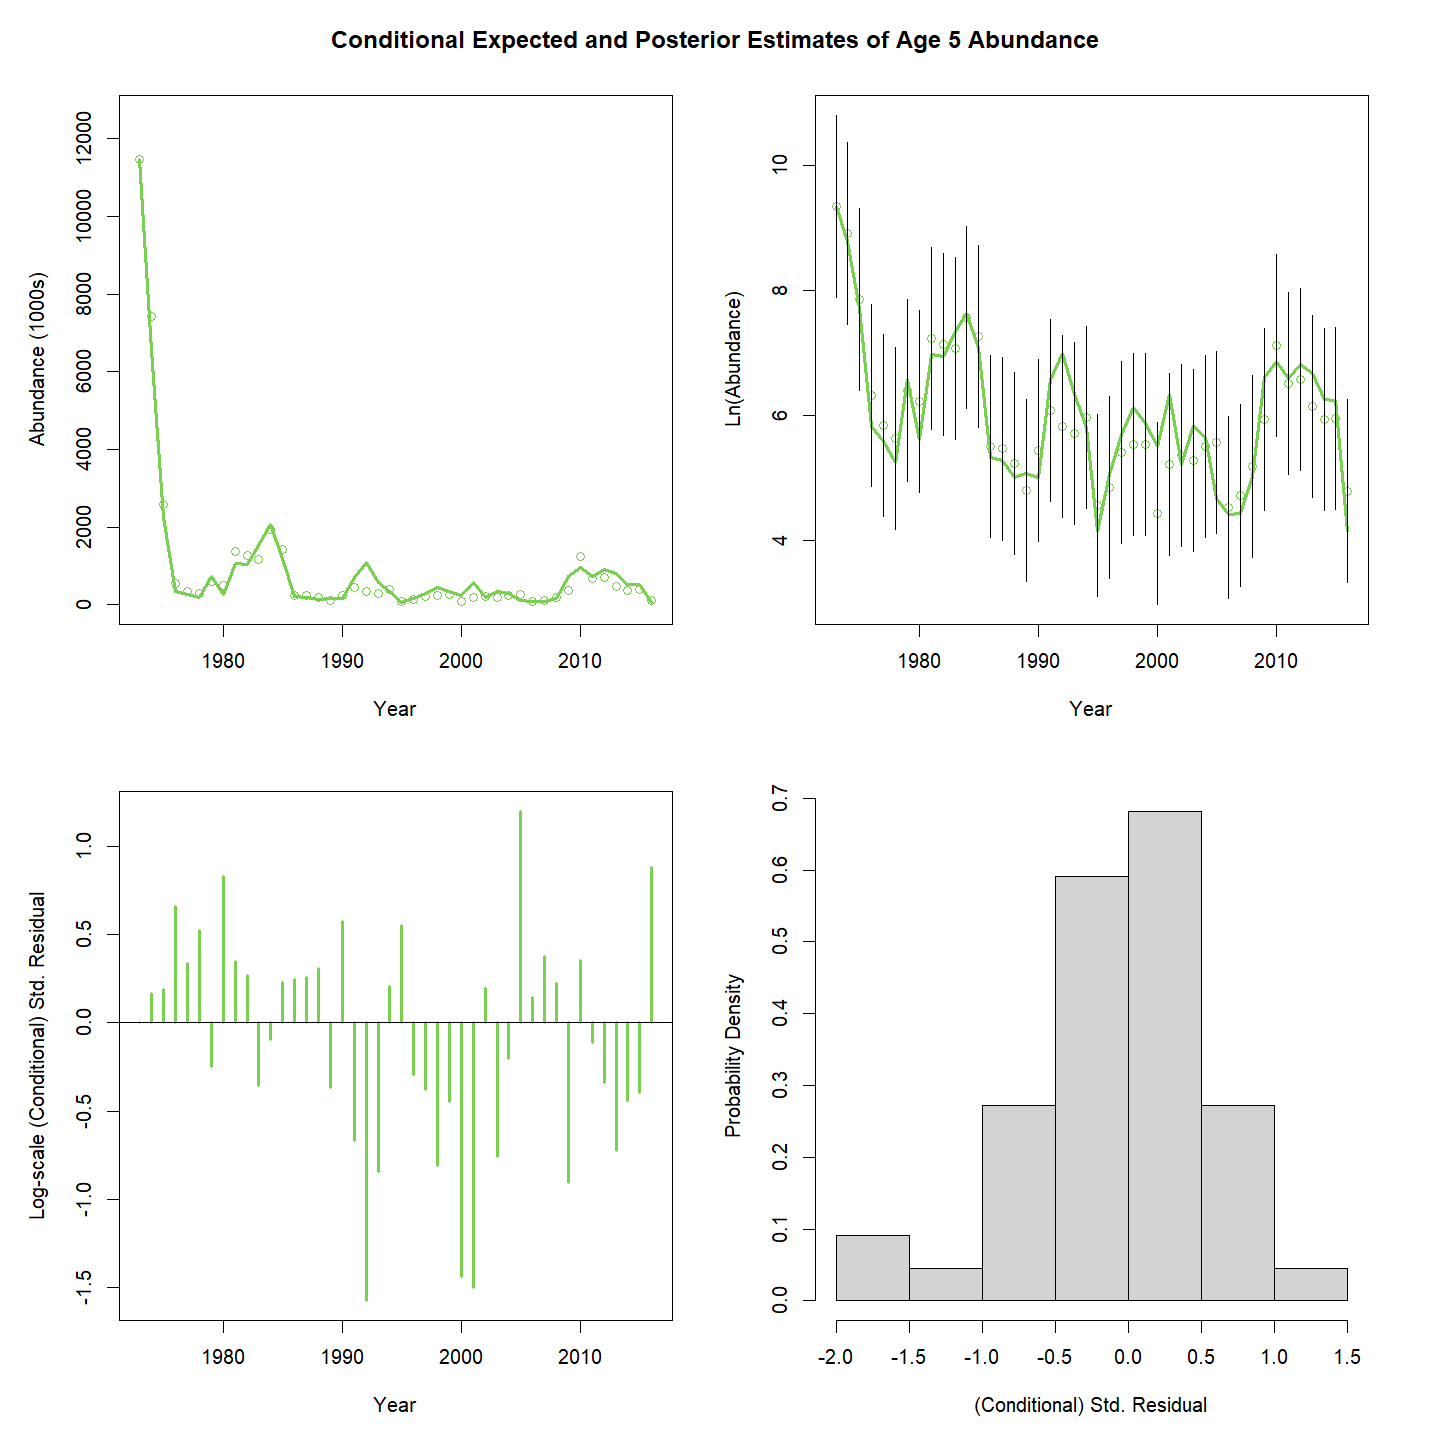 Conditional Expected and Posterior Estimates of Age 5 Abundance
Abundance (1000s)
0 2000 4000 6000 8000 10000 12000
1980 1990 2000 2010
Year
Ln(Abundance)
4 6 8 10
1980 1990 2000 2010
Year
Log-scale (Conditional) Std. Residual
-1.5 -1.0 -0.5 0.0 0.5 1.0
1980 1990 2000 2010
Year
Probability Density
0.0 0.1 0.2 0.3 0.4 0.5 0.6 0.7
-2.0 -1.5 -1.0 -0.5 0.0 0.5 1.0 1.5
(Conditional) Std. Residual